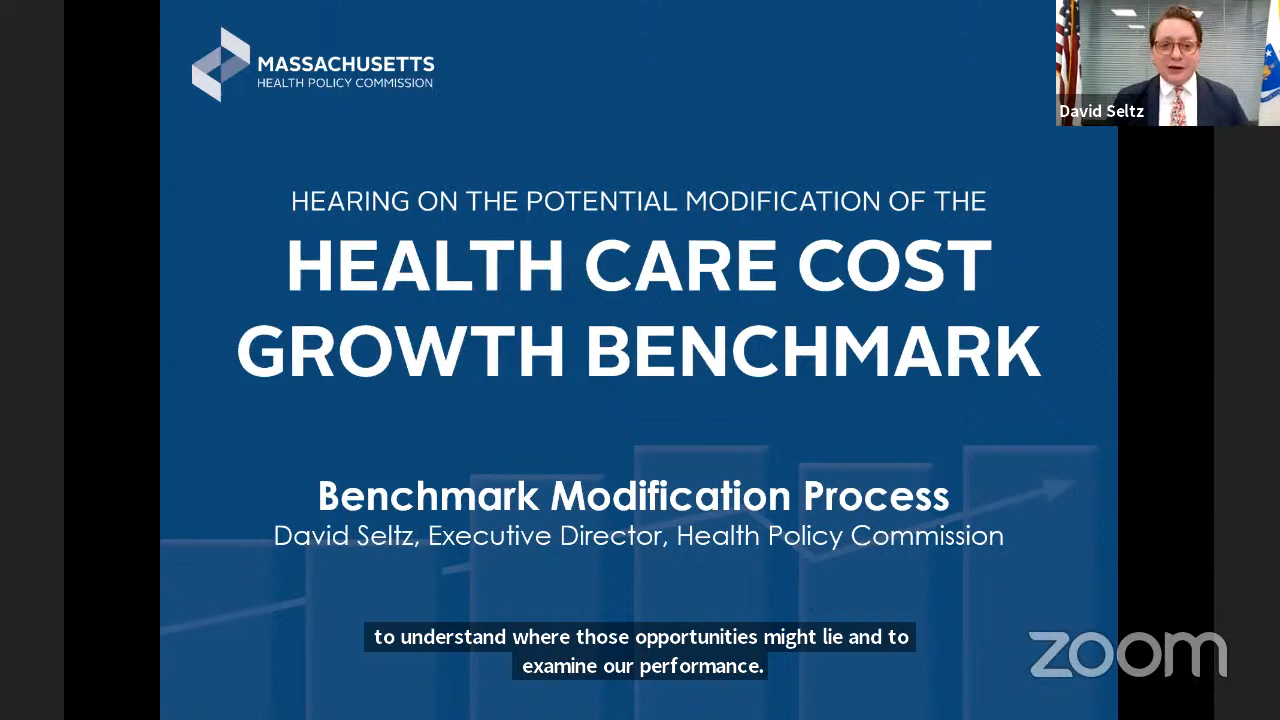 MASSACHUSETTS
HEALTH POLICY COMMISSION
David Seltz
HEARING ON THE POTENTIAL MODIFICATION OF THE
HEALTH CARE COST
GROWTH BENCHMARK
Benchmark Modification Process
David Seltz, Executive Director, Health Policy Commission
to understand where those opportunities might lie and to
examine our performance.
zoom